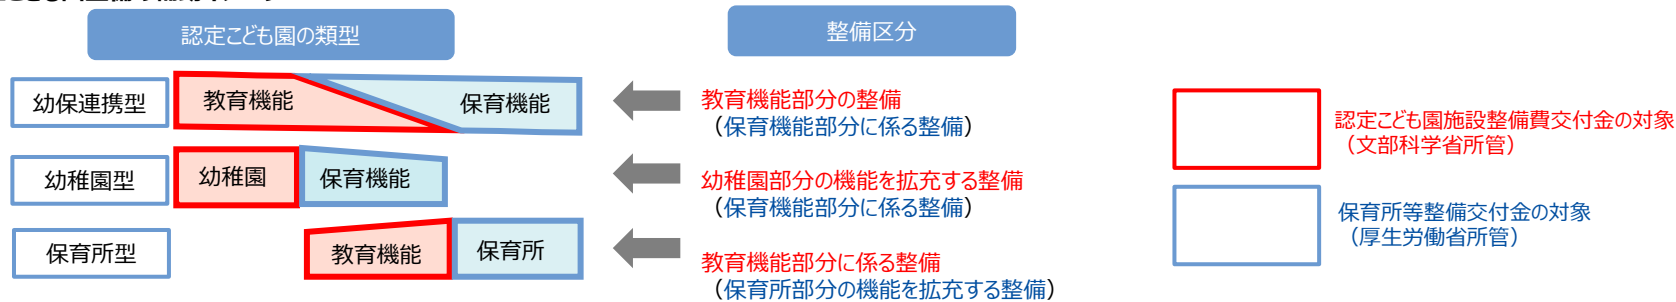 認定こども園の類型
整備区分
幼保連携型
教育機能
保育機能
教育機能部分の整備
（保育機能部分に係る整備）
幼稚園型
幼稚園
保育機能
幼稚園部分の機能を拡充する整備
（保育機能部分に係る整備）
保育所型
教育機能
保育所
教育機能部分に係る整備
（保育所部分の機能を拡充する整備）
認定こども園施設整備費交付金の対象
（文部科学省所管）
保育所等整備交付金の対象
（厚生労働省所管）